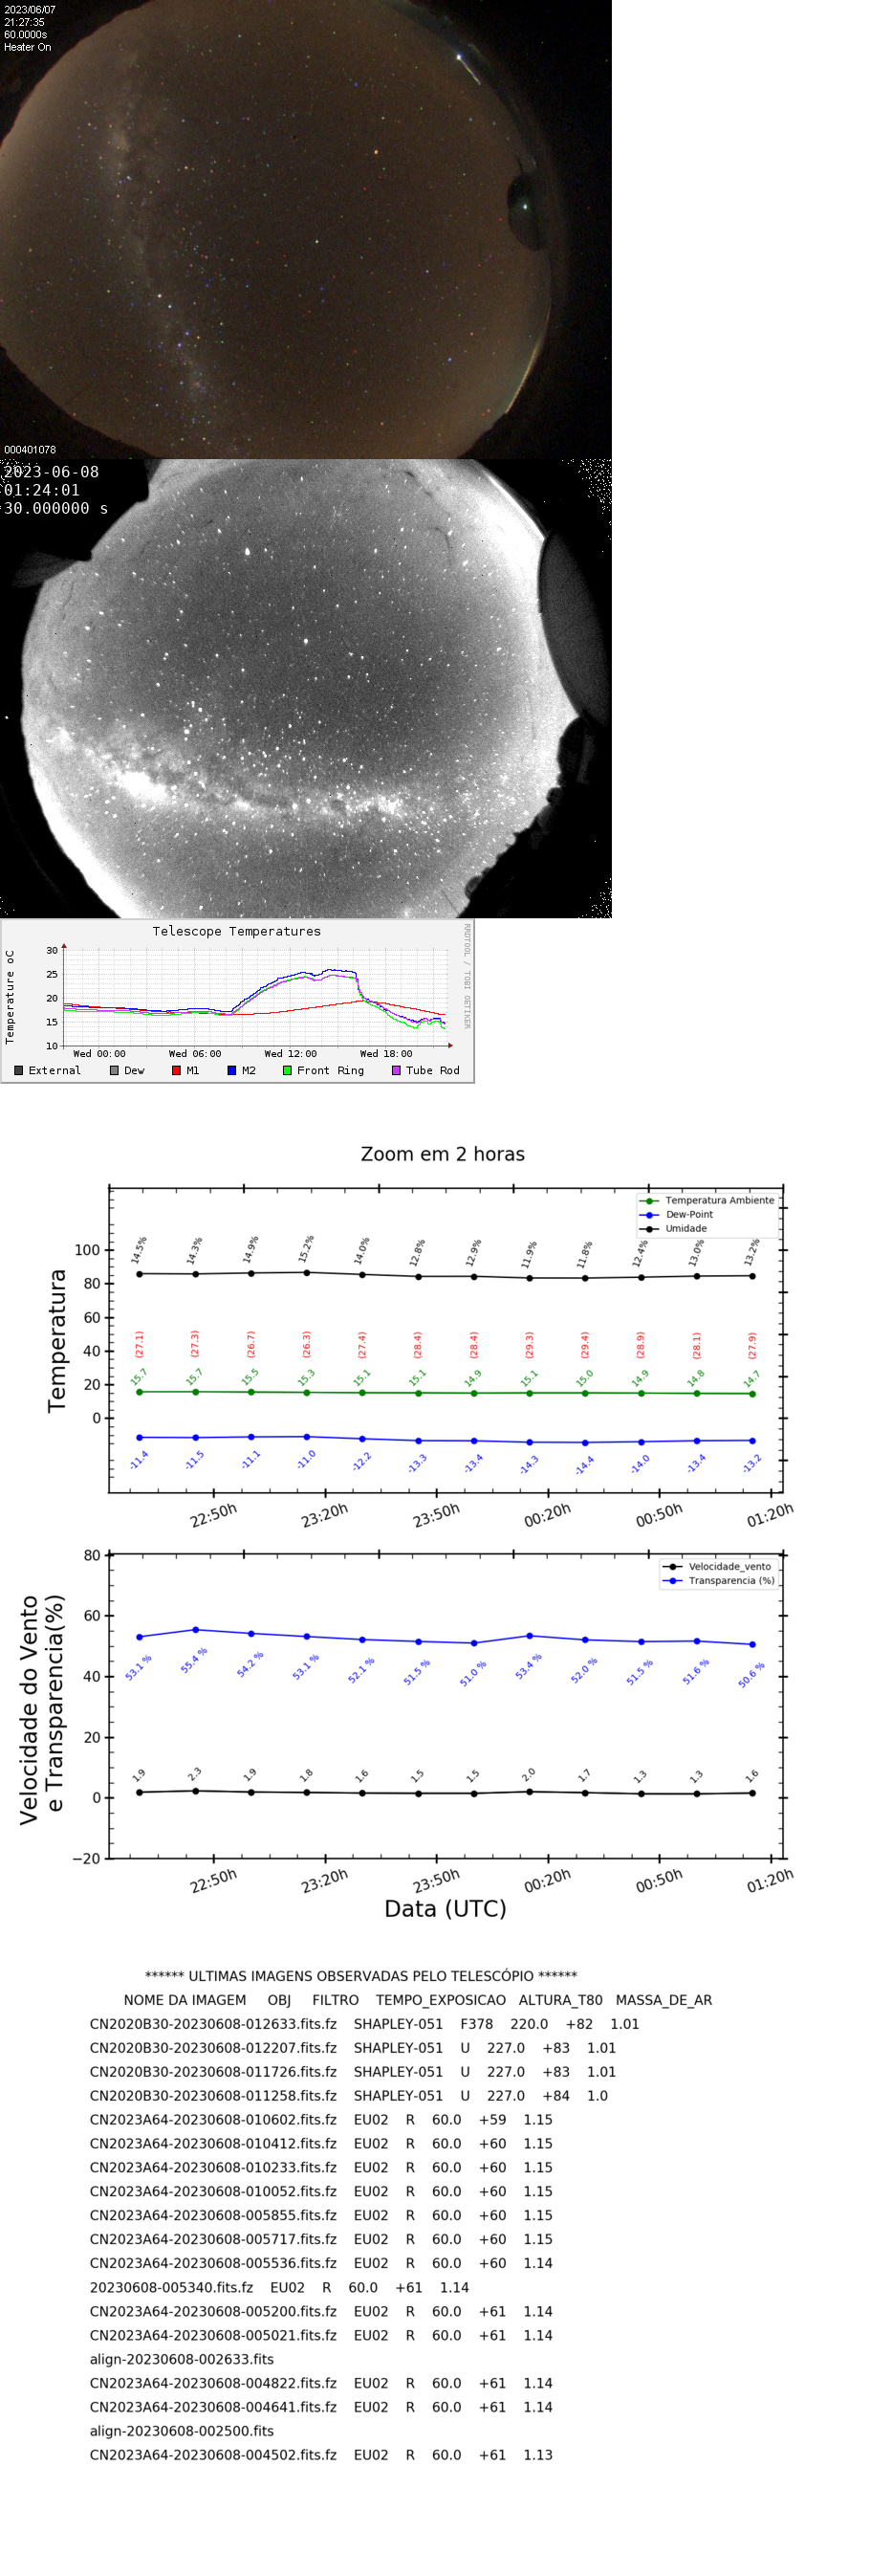 2023/06/07
21:27:35
60.0000s
Heater On
000401078
2023-06-08
01:24:01
30.000000 s
Telescope Temperatures
RRDTOOL / TOBI OETIKER
Temperature oC
30
25
20
15
10
Wed 00:00 Wed 06:00 Wed 12:00 Wed 18:00
External Dew M1 M2 Front Ring Tube Rod
Zoom em 2 horas
Temperatura Ambiente
Dew-Point
Umidade
Temperatura
100
80
60
40
20
0
14.5% 14.3% 14.9% 15.2% 14.0% 12.8% 12.9% 11.9% 11.8% 12.4% 13.0% 13.2%
(27.1) (27.3) (26.7) (26.3) (27.4) (28.4) (28.4) (29.3) (29.4) (28.9) (28.1) (27.9)
15.7 15.7 15.5 15.3 15.1 15.1 14.9 15.1 15.0 14.9 14.8 14.7
-11.4 -11.5 -11.1 -11.0 -12.2 -13.3 -13.4 -14.3 -14.4 -14.0 -13.4 -13.2
22:50h 23:20h 23:50h 00:20h 00:50h 01:20h
Velocidade_vento
Transparencia (%)
Velocidade do Vento
e Transparencia(%)
80
60
40
20
0
−20
53.1 % 55.4 % 54.2 % 53.1 % 52.1 % 51.5 % 51.0 % 53.4 % 52.0 % 51.5 % 51.6 % 50.6 %
1.9 2.3 1.9 1.8 1.6 1.5 1.5 2.0 1.7 1.3 1.3 1.6
22:50h 23:20h 23:50h 00:20h 00:50h 01:20h
Data (UTC)
****** ULTIMAS IMAGENS OBSERVADAS PELO TELESCÓPIO ******
NOME DA IMAGEM OBJ FILTRO TEMPO_EXPOSICAO ALTURA_T80 MASSA_DE_AR
CN2020B30-20230608-012633.fits.fz SHAPLEY-051 F378 220.0 +82 1.01
CN2020B30-20230608-012207.fits.fz SHAPLEY-051 U 227.0 +83 1.01
CN2020B30-20230608-011726.fits.fz SHAPLEY-051 U 227.0 +83 1.01
CN2020B30-20230608-011258.fits.fz SHAPLEY-051 U 227.0 +84 1.0
CN2023A64-20230608-010602.fits.fz EU02 R 60.0 +59 1.15
CN2023A64-20230608-010412.fits.fz EU02 R 60.0 +60 1.15
CN2023A64-20230608-010233.fits.fz EU02 R 60.0 +60 1.15
CN2023A64-20230608-010052.fits.fz EU02 R 60.0 +60 1.15
CN2023A64-20230608-005855.fits.fz EU02 R 60.0 +60 1.15
CN2023A64-20230608-005717.fits.fz EU02 R 60.0 +60 1.15
CN2023A64-20230608-005536.fits.fz EU02 R 60.0 +60 1.14
20230608-005340.fits.fz EU02 R 60.0 +61 1.14
CN2023A64-20230608-005200.fits.fz EU02 R 60.0 +61 1.14
CN2023A64-20230608-005021.fits.fz EU02 R 60.0 +61 1.14
align-20230608-002633.fits
CN2023A64-20230608-004822.fits.fz EU02 R 60.0 +61 1.14
CN2023A64-20230608-004641.fits.fz EU02 R 60.0 +61 1.14
align-20230608-002500.fits
CN2023A64-20230608-004502.fits.fz EU02 R 60.0 +61 1.13